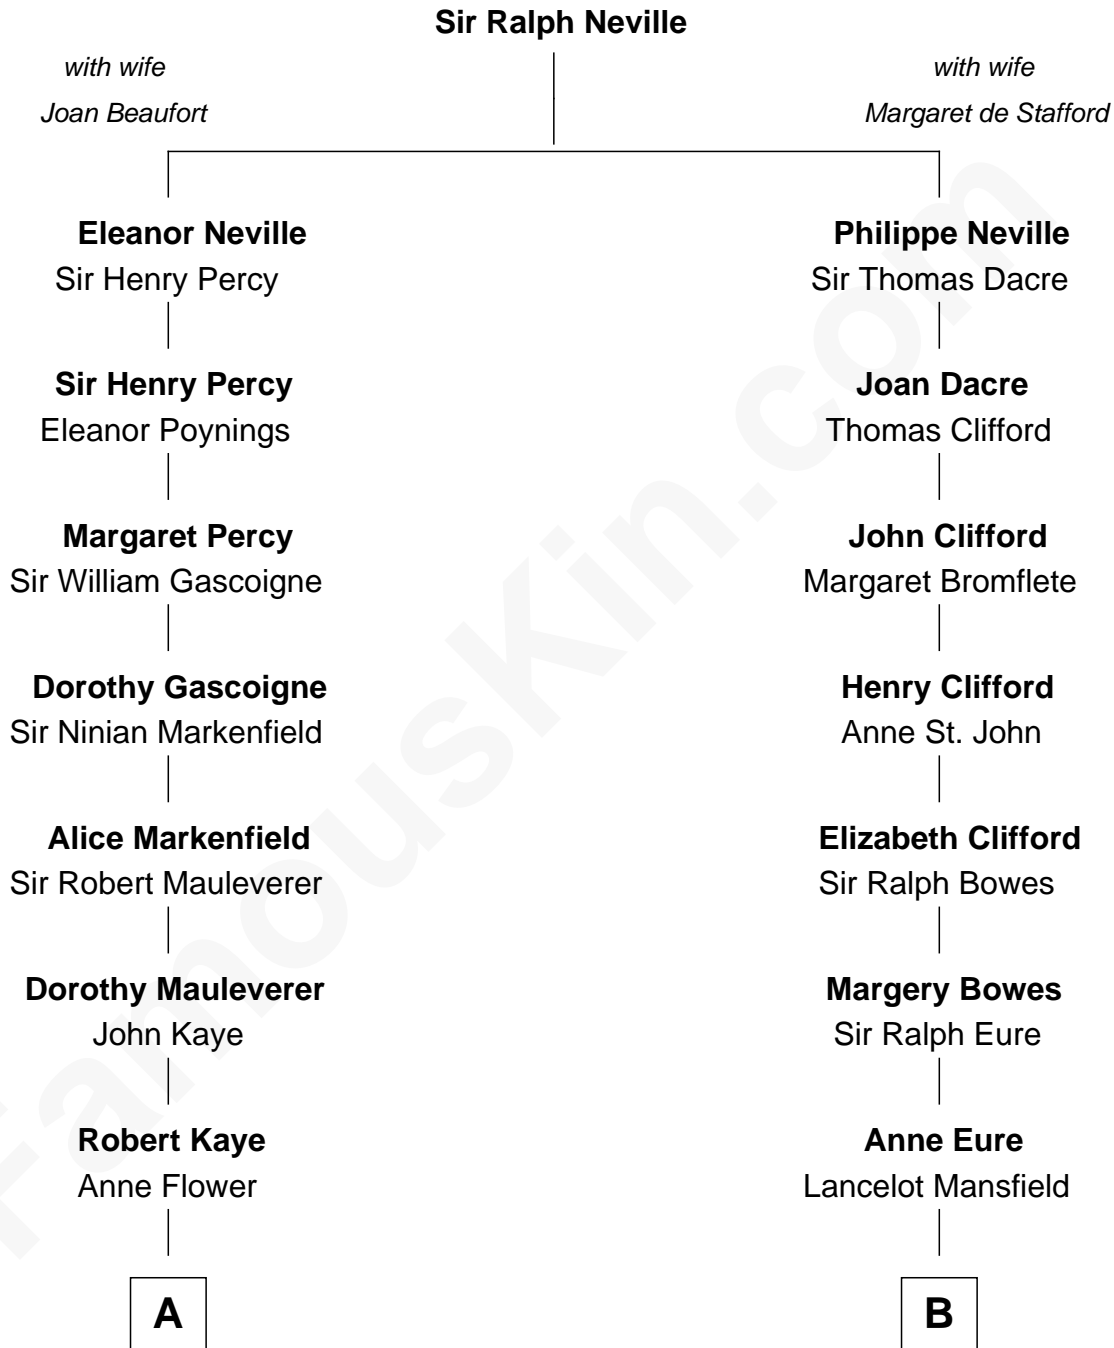 Sir Ralph Neville
with wife
Joan Beaufort
with wife
Margaret de Stafford
Eleanor Neville
Sir Henry Percy
Philippe Neville
Sir Thomas Dacre
Sir Henry Percy
Eleanor Poynings
Joan Dacre
Thomas Clifford
Margaret Percy
Sir William Gascoigne
John Clifford
Margaret Bromflete
Dorothy Gascoigne
Sir Ninian Markenfield
Henry Clifford
Anne St. John
Alice Markenfield
Sir Robert Mauleverer
Elizabeth Clifford
Sir Ralph Bowes
Dorothy Mauleverer
John Kaye
Margery Bowes
Sir Ralph Eure
Robert Kaye
Anne Flower
Anne Eure
Lancelot Mansfield
A
B
FamousKin.com